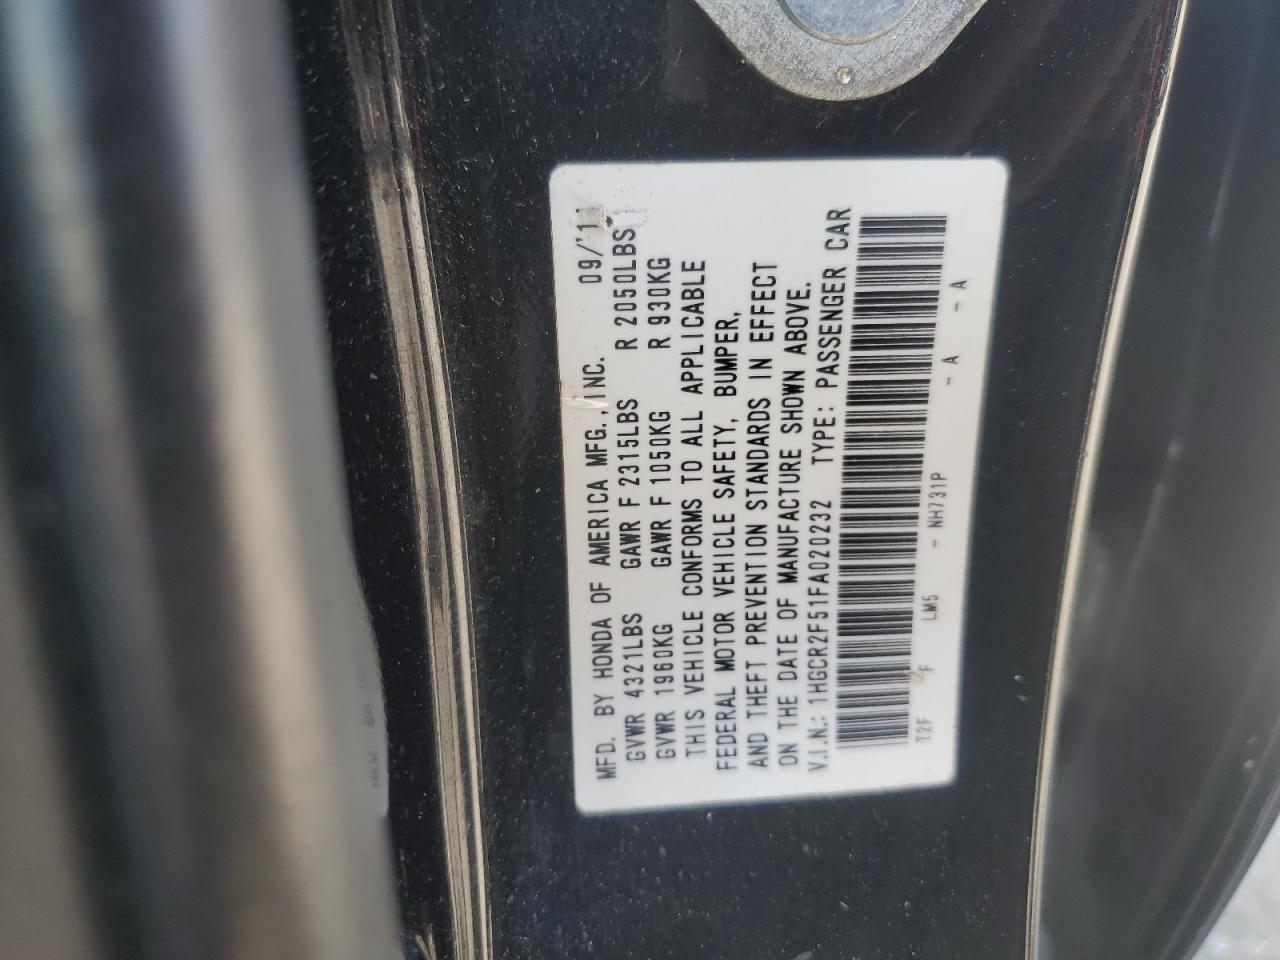 MFD. BY HONDA OF AMERICA MFG., INC. 09/'1
GVWR 4321LBS GAWR F 2315LBS R 2050LBS
GVWR 1960KG GAWR F 1050KG R 930KG
THIS VEHICLE CONFORMS TO ALL APPLICABLE
FEDERAL MOTOR VEHICLE SAFETY, BUMPER,
AND THEFT PREVENTION STANDARDS IN EFFECT
ON THE DATE OF MANUFACTURE SHOWN ABOVE.
V.I.N.: 1HGCR2F51FA020232 TYPE: PASSENGER CAR
T2F F LM5 - NH731P - A - A